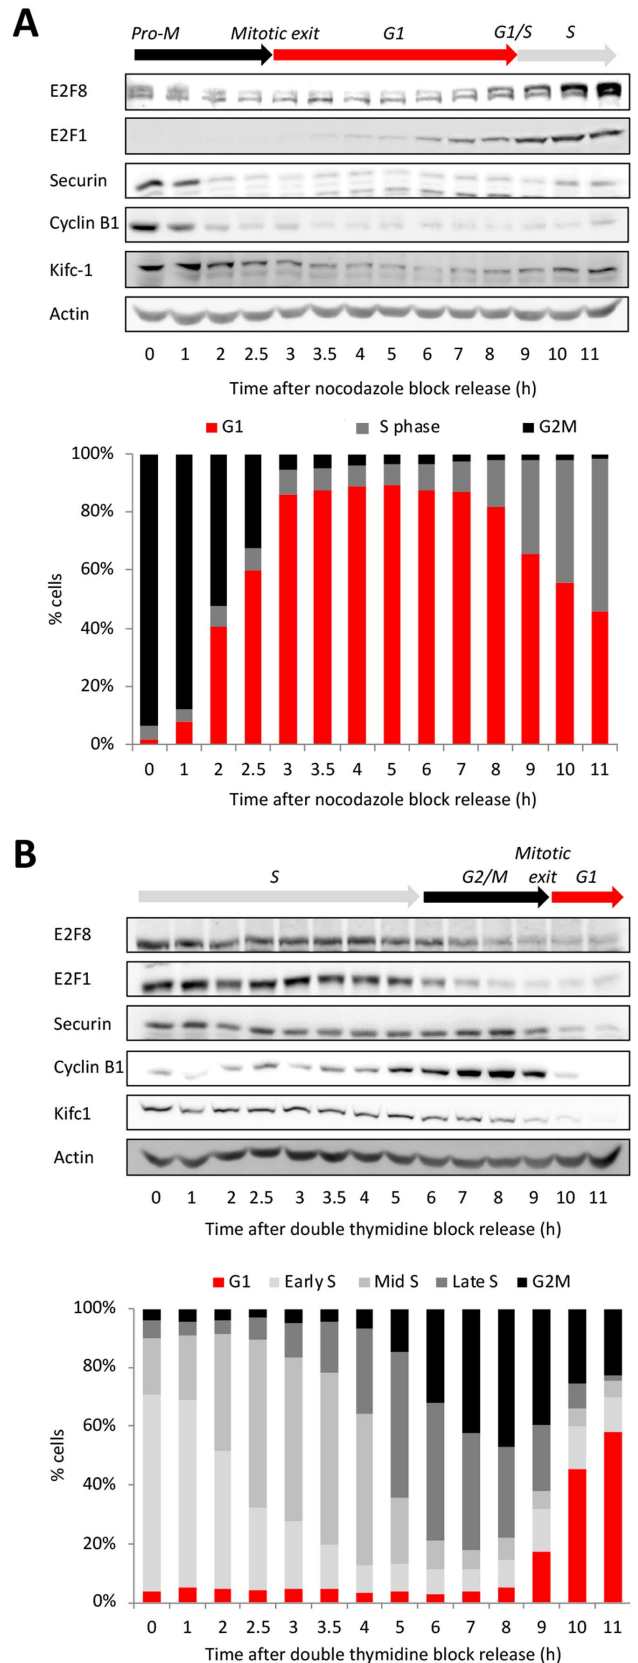 A
Pro-M Mitotic exit G1 G1/S S
E2F8
E2F1
Securin
Cyclin B1
Kifc-1
Actin
0 1 2 2.5 3 3.5 4 5 6 7 8 9 10 11
Time after nocodazole block release (h)
G1 S phase G2M
100%
80%
60%
40%
20%
0%
% cells
0 1 2 2.5 3 3.5 4 5 6 7 8 9 10 11
Time after nocodazole block release (h)
B
Mitotic
S G2/M exit G1
E2F8
E2F1
Securin
Cyclin B1
Kifc1
Actin
0 1 2 2.5 3 3.5 4 5 6 7 8 9 10 11
Time after double thymidine block release (h)
G1 Early S Mid S Late S G2M
100%
80%
60%
40%
20%
0%
% cells
0 1 2 2.5 3 3.5 4 5 6 7 8 9 10 11
Time after double thymidine block release (h)